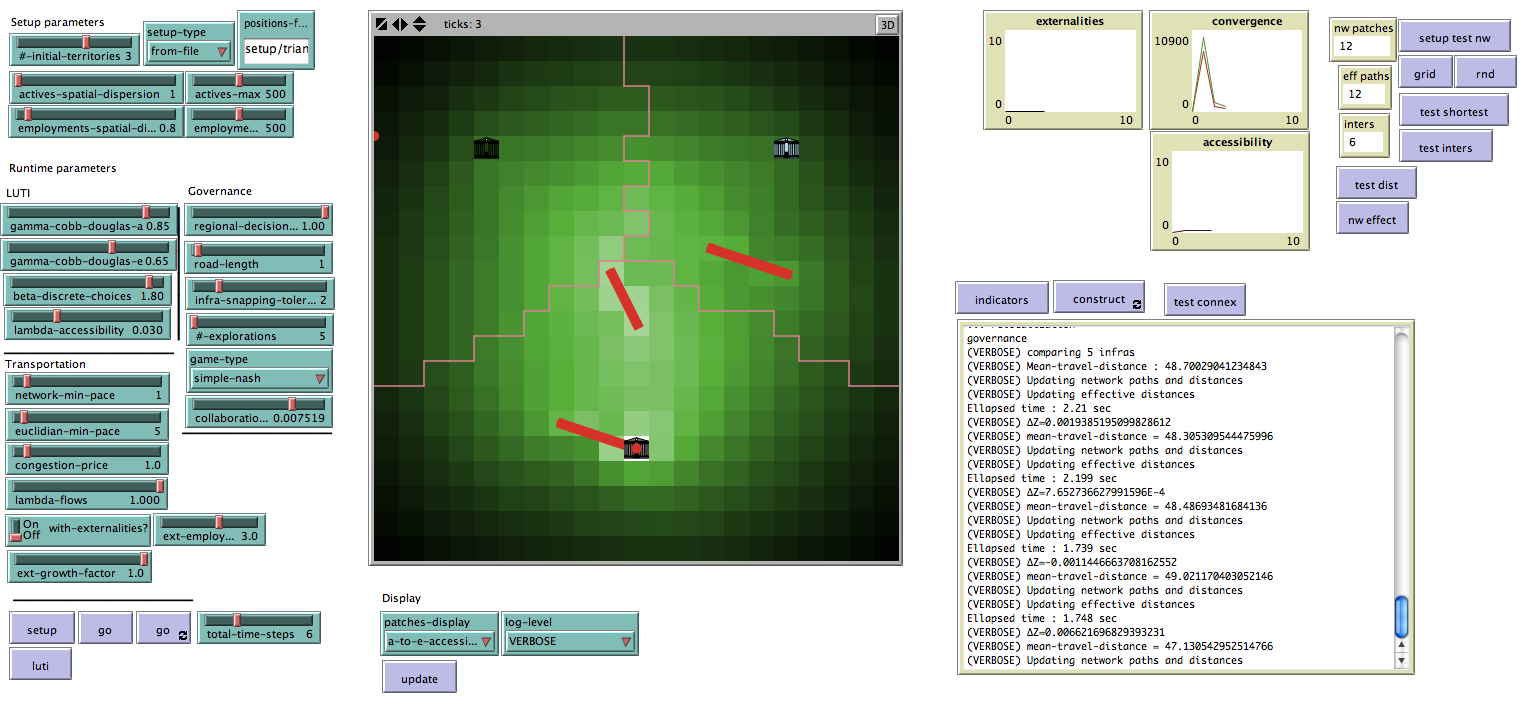 Setup parameters
#-initial-territories 3
setup-type
from-file
positions-f...
setup/trian
actives-spatial-dispersion 1
actives-max 500
employments-spatial-di... 0.8
employme... 500
Runtime parameters
LUTI
gamma-cobb-douglas-a 0.85
gamma-cobb-douglas-e 0.65
beta-discrete-choices 1.80
lambda-accessibility 0.030
Governance
regional-decision... 1.00
road-length 1
infra-snapping-toler... 2
#-explorations 5
game-type
simple-nash
collaboratio... 0.007519
Transportation
network-min-pace 1
euclidian-min-pace 5
congestion-price 1.0
lambda-flows 1.000
On
Off
with-externalities?
ext-employ... 3.0
ext-growth-factor 1.0
setup
go
go
total-time-steps 6
luti
ticks: 3
3D
Display
patches-display
a-to-e-accessi...
log-level
VERBOSE
update
externalities
10
0
0
10
convergence
10900
0
0
10
accessibility
10
0
0
10
nw patches
12
eff paths
12
inters
6
setup test nw
grid
rnd
test shortest
test inters
test dist
nw effect
indicators
construct
test connex
governance
(VERBOSE) comparing 5 infras
(VERBOSE) Mean-travel-distance : 48.70029041234843
(VERBOSE) Updating network paths and distances
(VERBOSE) Updating effective distances
Ellapsed time : 2.21 sec
(VERBOSE) ΔZ=0.0019385195099828612
(VERBOSE) mean-travel-distance = 48.305309544475996
(VERBOSE) Updating network paths and distances
(VERBOSE) Updating effective distances
Ellapsed time : 2.199 sec
(VERBOSE) ΔZ=7.652736627991596E-4
(VERBOSE) mean-travel-distance = 48.48693481684136
(VERBOSE) Updating network paths and distances
(VERBOSE) Updating effective distances
Ellapsed time : 1.739 sec
(VERBOSE) ΔZ=-0.0011446663708162552
(VERBOSE) mean-travel-distance = 49.021170403052146
(VERBOSE) Updating network paths and distances
(VERBOSE) Updating effective distances
Ellapsed time : 1.748 sec
(VERBOSE) ΔZ=0.006621696829393231
(VERBOSE) mean-travel-distance = 47.130542952514766
(VERBOSE) Updating network paths and distances